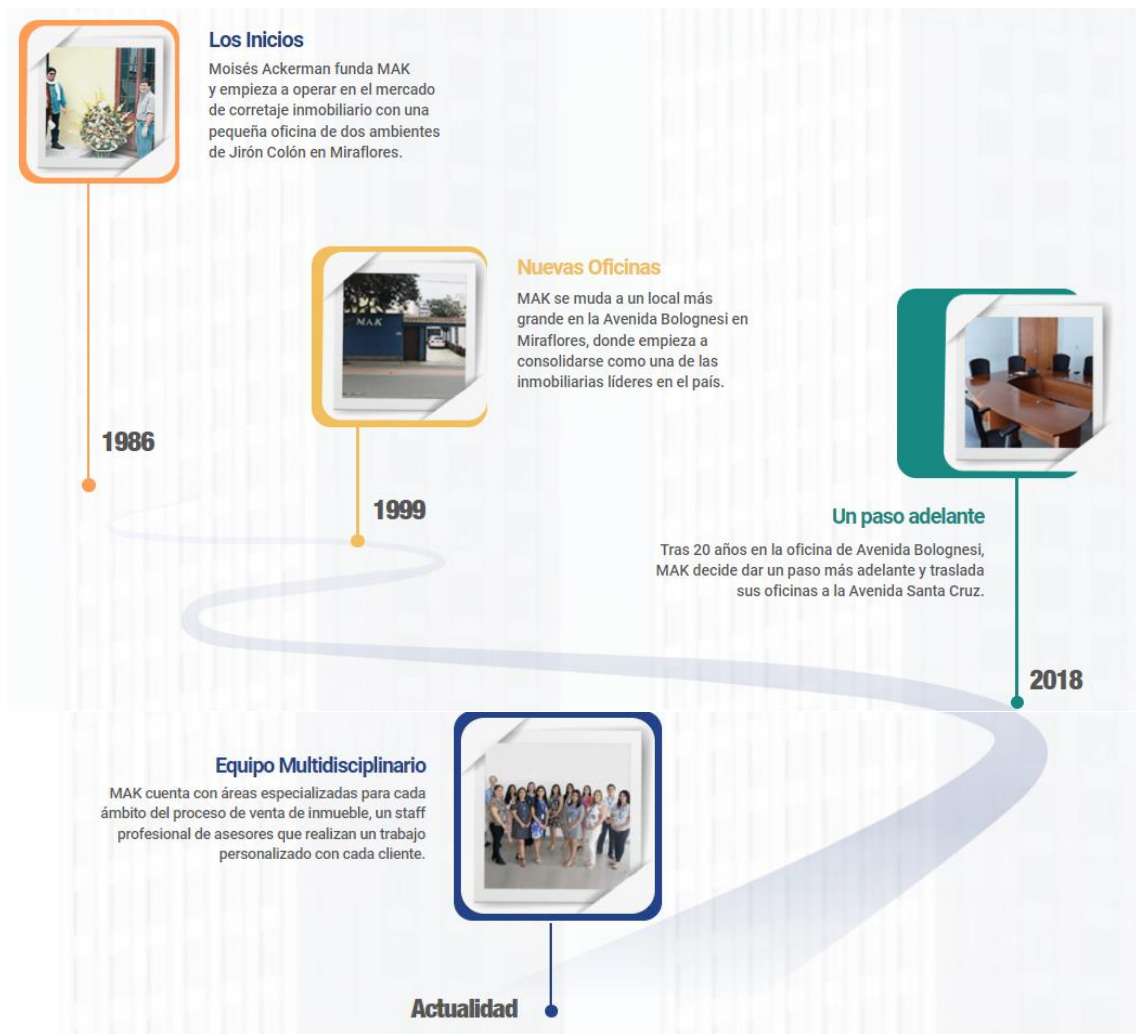 Los Inicios
Moisés Ackerman funda MAK
y empieza a operar en el mercado
de corretaje inmobiliario con una
pequeña oficina de dos ambientes
de Jirón Colón en Miraflores.
1986
Nuevas Oficinas
MAK se muda a un local más
grande en la Avenida Bolognesi en
Miraflores, donde empieza a
consolidarse como una de las
inmobiliarias líderes en el país.
MAK
1999
Un paso adelante
Tras 20 años en la oficina de Avenida Bolognesi,
MAK decide dar un paso más adelante y traslada
sus oficinas a la Avenida Santa Cruz.
2018
Equipo Multidisciplinario
MAK cuenta con áreas especializadas para cada
ámbito del proceso de venta de inmueble, un staff
profesional de asesores que realizan un trabajo
personalizado con cada cliente.
Actualidad